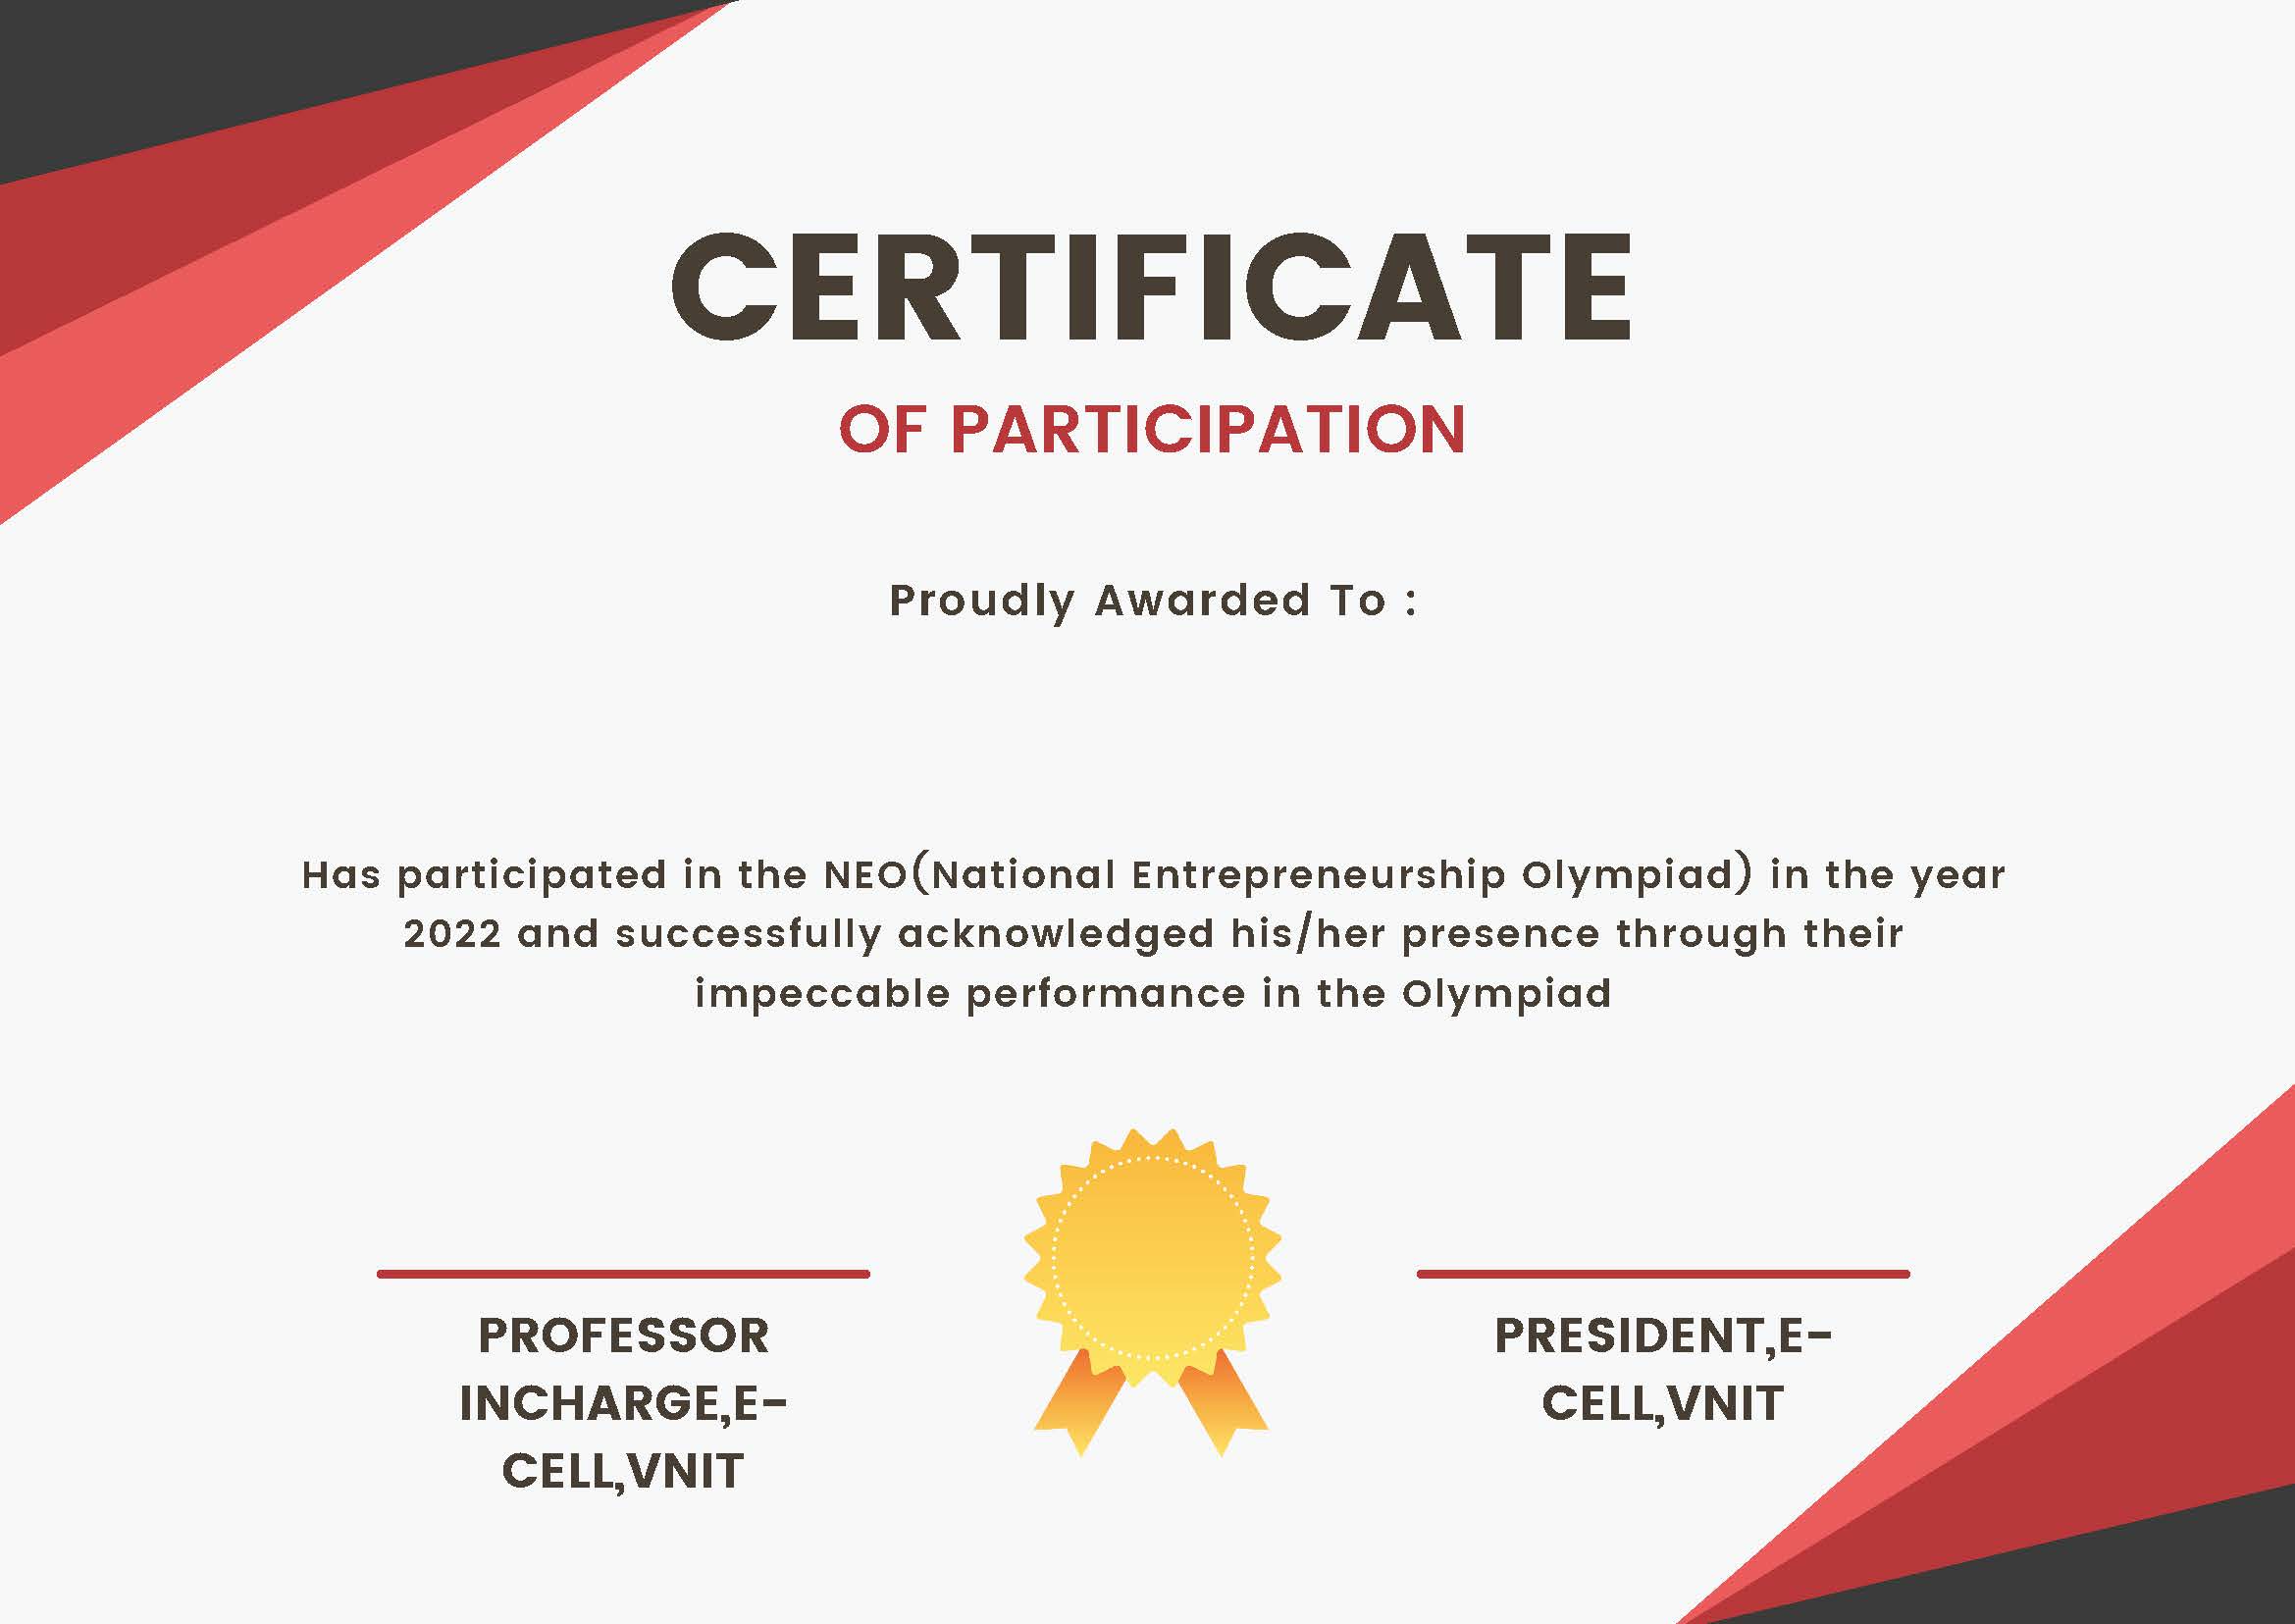 CERTIFICATE
OF PARTICIPATION
Proudly Awarded To :
Has participated in the NEO(National Entrepreneurship Olympiad) in the year
2022 and successfully acknowledged his/her presence through their
impeccable performance in the Olympiad
PROFESSOR
INCHARGE,E-
CELL,VNIT
PRESIDENT,E-
CELL,VNIT